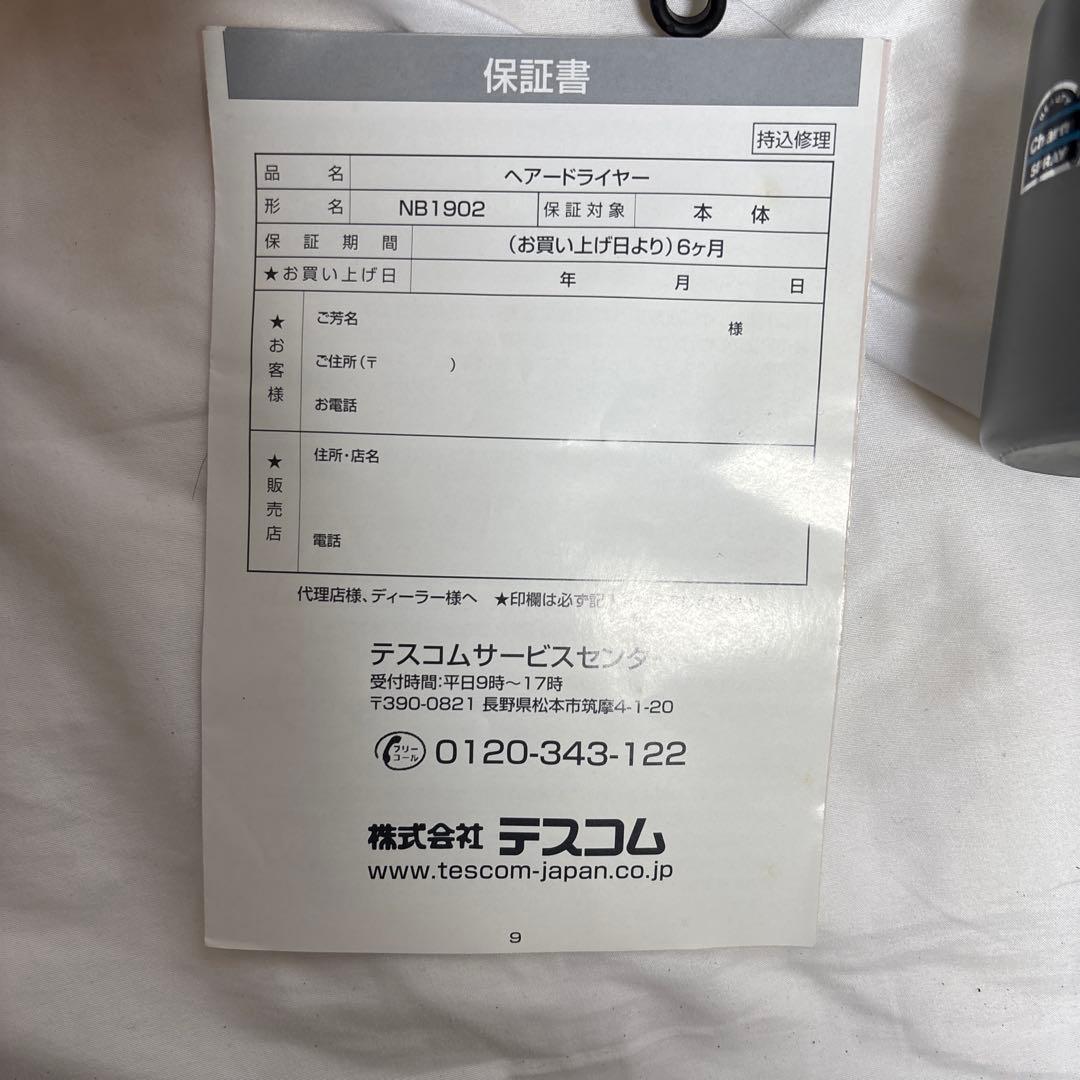 保証書
持込修理
品名 ヘアードライヤー
形名 NB1902 保証対象 本体
保証期間 (お買い上げ日より)6ヶ月
★お買い上げ日 年 月 日
★お客様
ご芳名 様
ご住所(〒 )
お電話
★販売店
住所・店名
電話
代理店様、ディーラー様へ ★印欄は必ず記
テスコムサービスセンタ
受付時間:平日9時〜17時
〒390-0821 長野県松本市筑摩4-1-20
フリーコール 0120-343-122
株式会社 テスコム
www.tescom-japan.co.jp
9
SPRAY